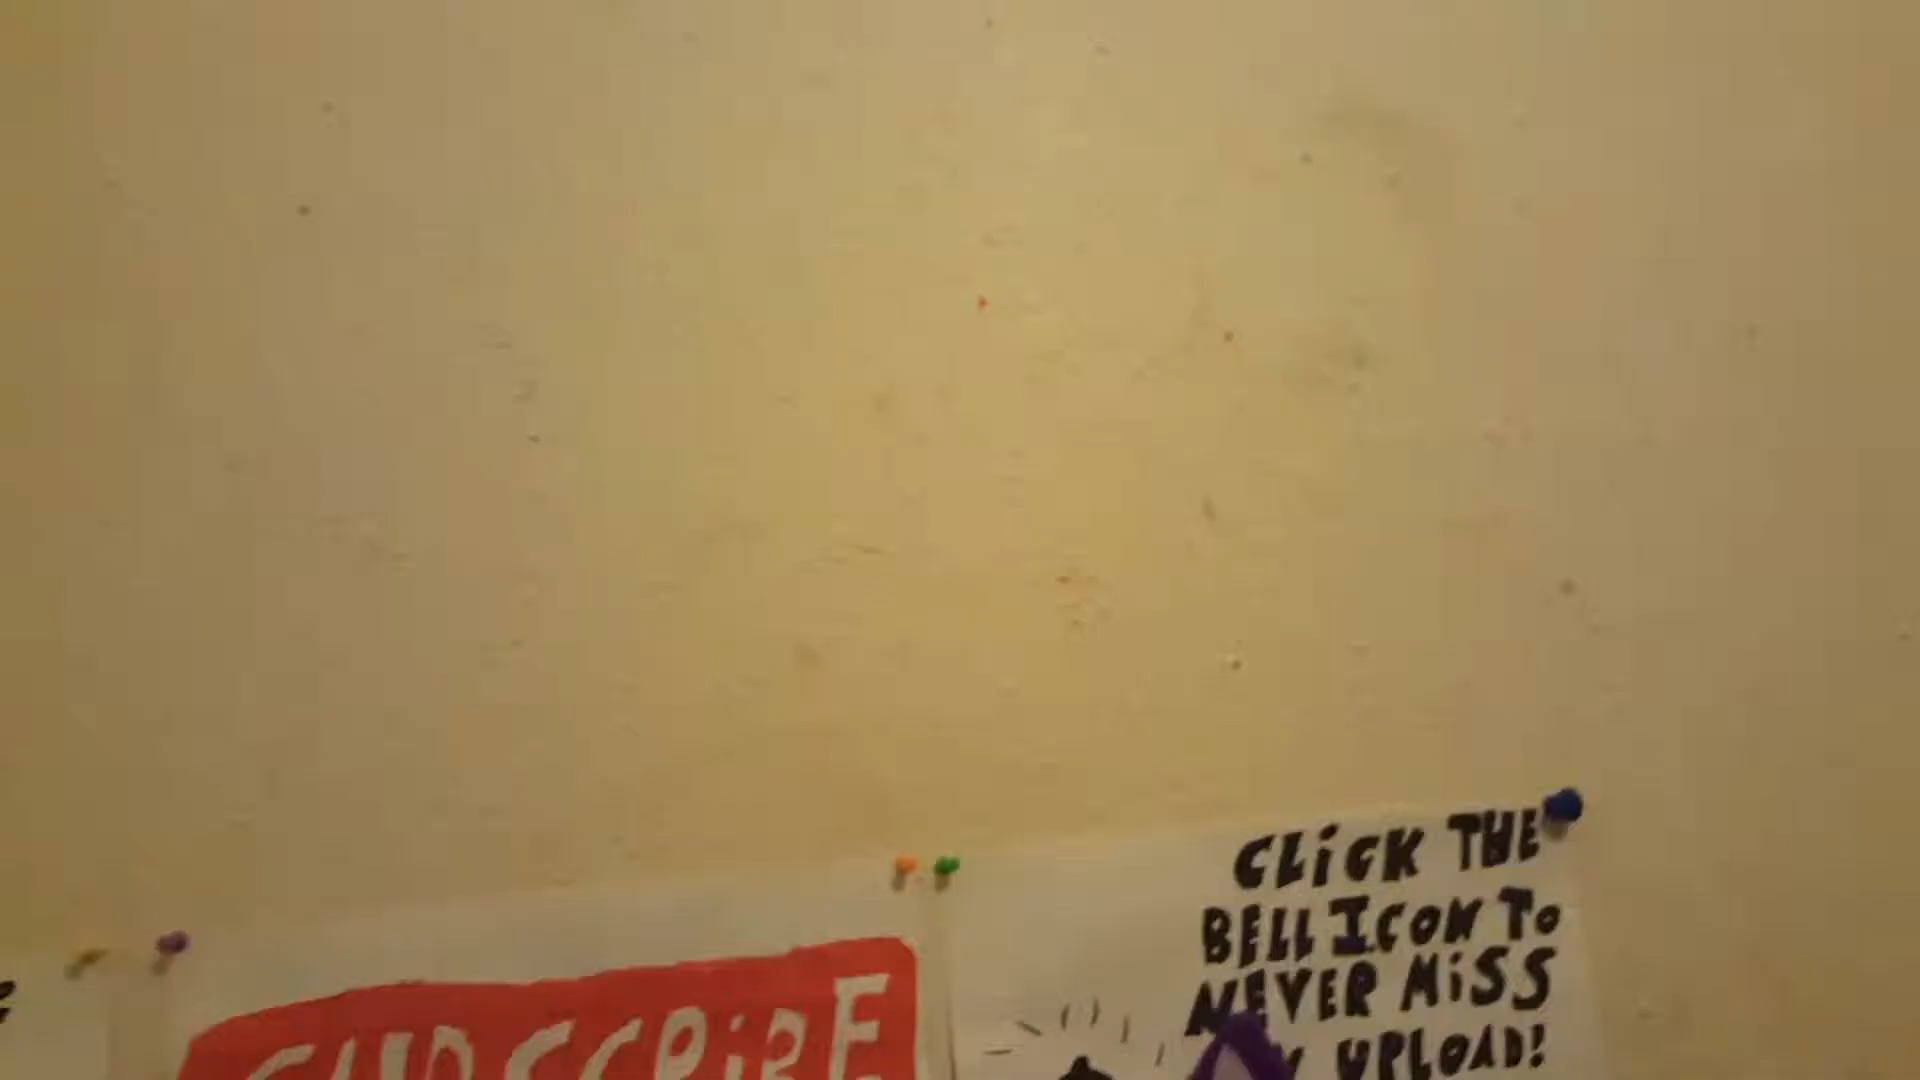 SUBSCRiBE
CLiCK THE
BELL ICON TO
NEVER MiSS
UPLOAD!